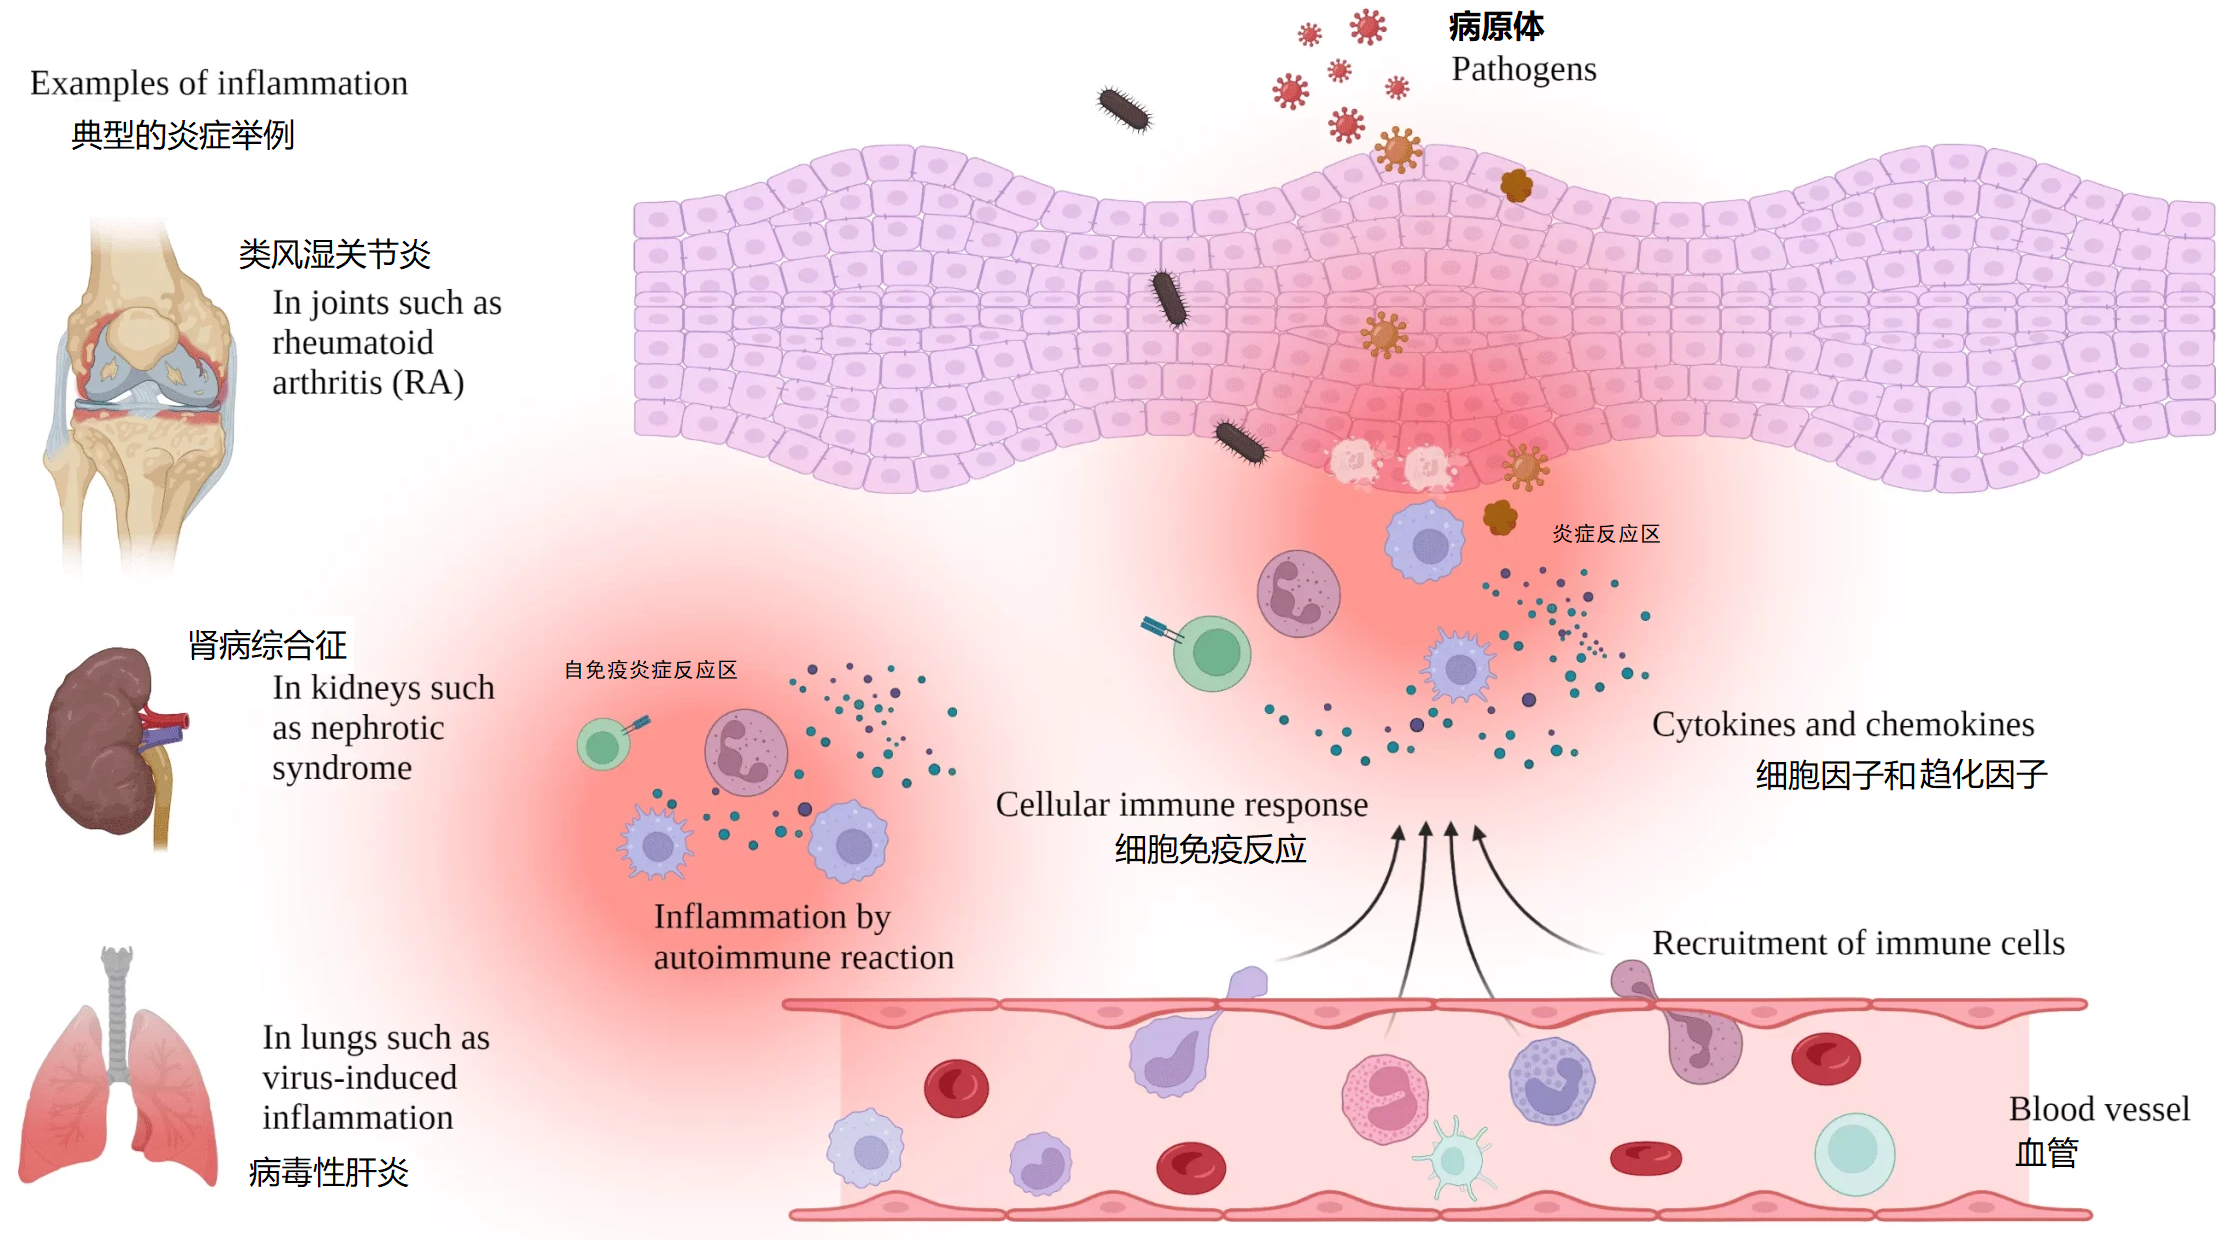 Examples of inflammation
典型的炎症举例
类风湿关节炎
In joints such as
rheumatoid
arthritis (RA)
肾病综合征
In kidneys such
as nephrotic
syndrome
In lungs such as
virus-induced
inflammation
病毒性肝炎
病原体
Pathogens
炎症反应区
自免疫炎症反应区
Cytokines and chemokines
细胞因子和趋化因子
Cellular immune response
细胞免疫反应
Inflammation by
autoimmune reaction
Recruitment of immune cells
Blood vessel
血管